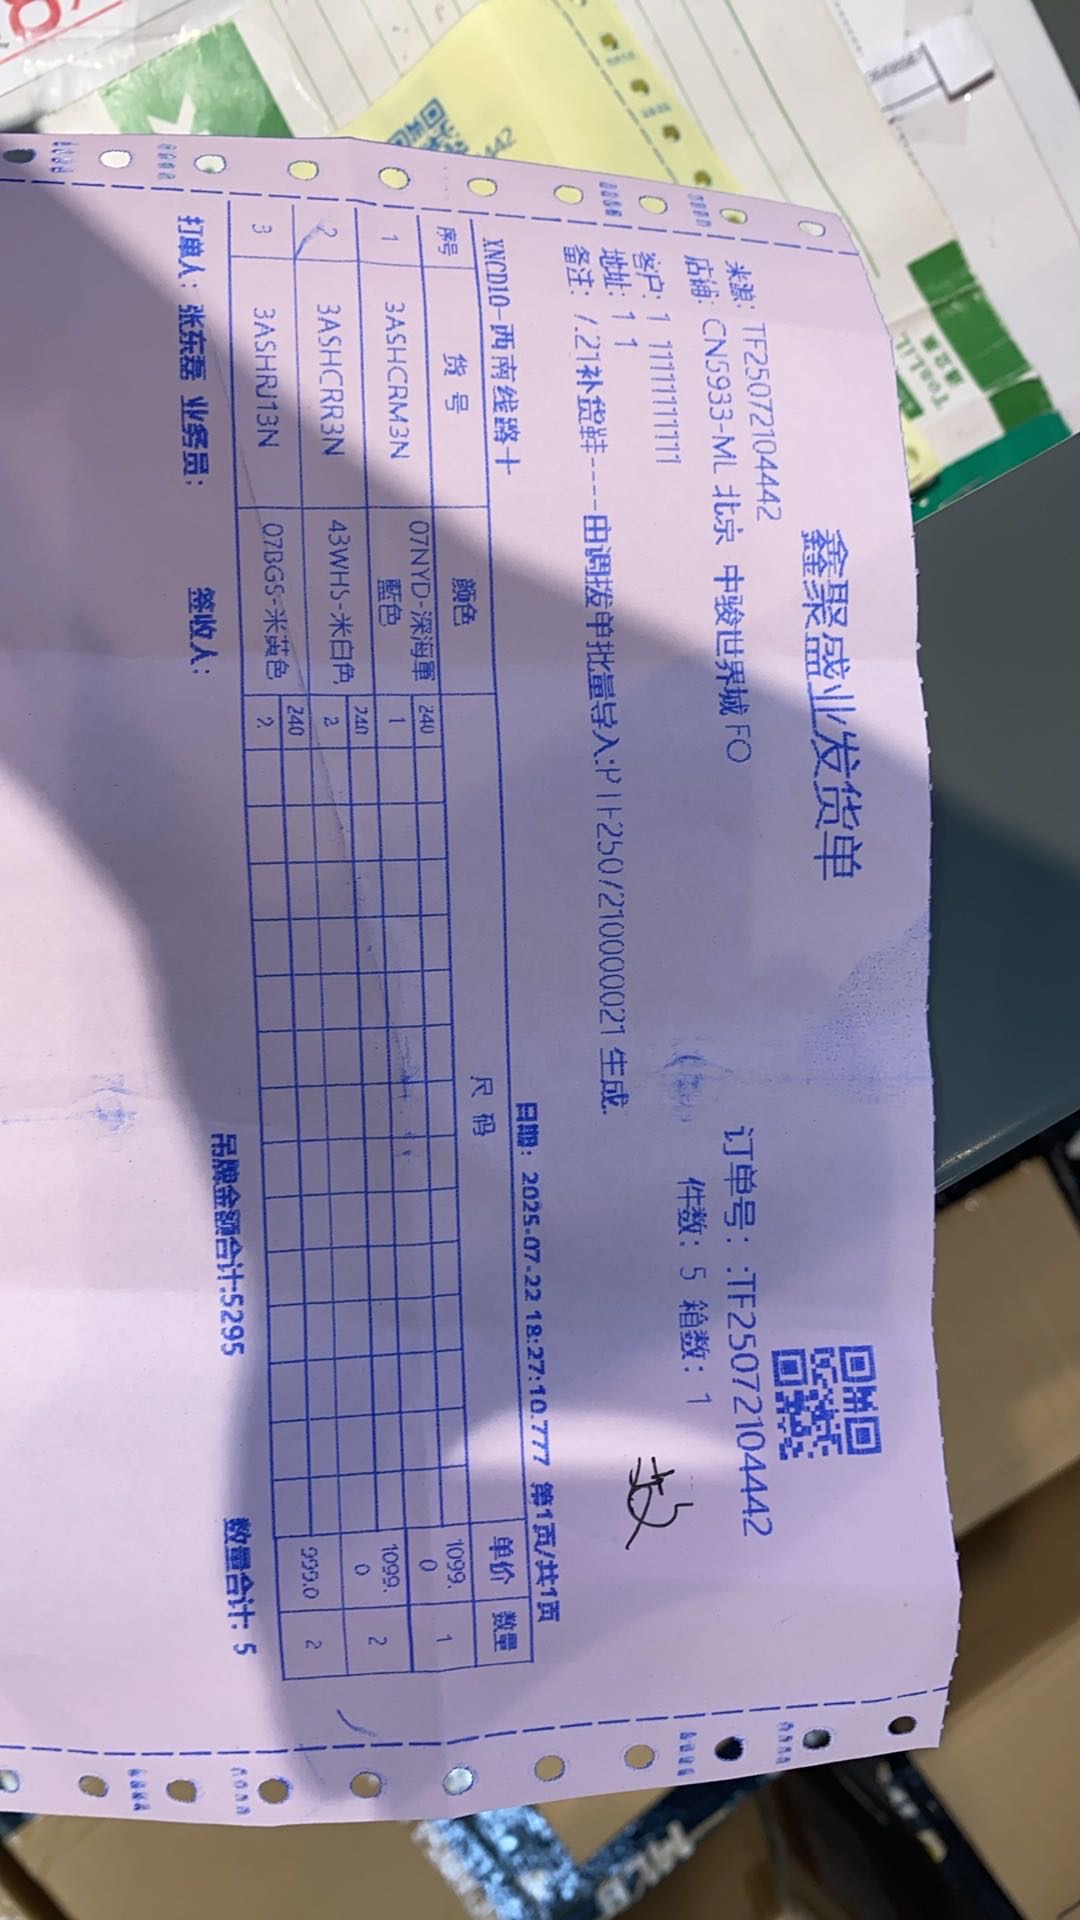 鑫聚盛业发货单
来源: TF25072104442
订单号: :TF25072104442
店铺: CN5933-ML 北京 中骏世界城 FO
件数: 5 箱数: 1
客户: 1 11111111111
地址: 1 1
备注: 7.21补货鞋---由调拨单批量导入:PTF250721000021 生成.
XNCD10-西南线路十
日期: 2025-07-22 18:27:10.777 第1页/共1页
序号 货号 颜色 尺码 单价 数量
1 3ASHCRM3N 07NYD-深海軍藍色 240 1 1099.0 1
2 3ASHCRR3N 43WHS-米白色 240 2 1099.0 2
3 3ASHRJ13N 07BGS-米黄色 240 2 999.0 2
吊牌金额合计:5295
数量合计: 5
打单人: 张东磊 业务员:
签收人:
442
MLKB